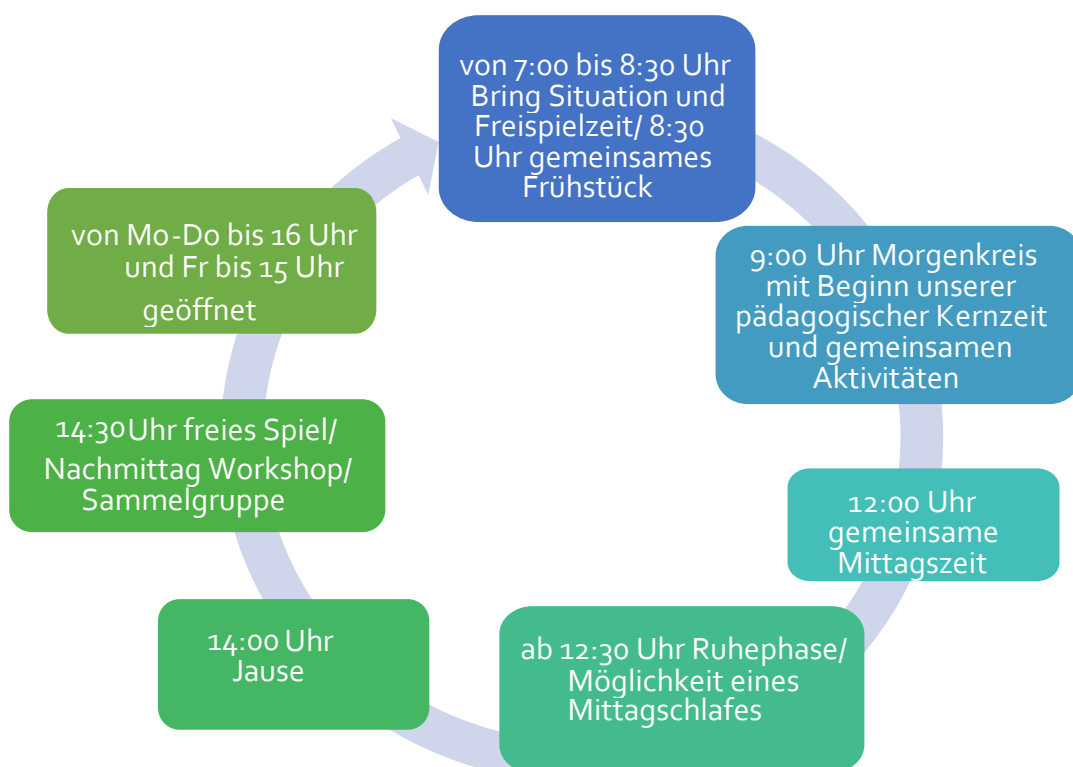 von 7:00 bis 8:30 Uhr
Bring Situation und
Freispielzeit/ 8:30
Uhr gemeinsames
Frühstück
9:00 Uhr Morgenkreis
mit Beginn unserer
pädagogischer Kernzeit
und gemeinsamen
Aktivitäten
12:00 Uhr
gemeinsame
Mittagszeit
ab 12:30 Uhr Ruhephase/
Möglichkeit eines
Mittagschlafes
14:00 Uhr
Jause
14:30 Uhr freies Spiel/
Nachmittag Workshop/
Sammelgruppe
von Mo-Do bis 16 Uhr
und Fr bis 15 Uhr
geöffnet